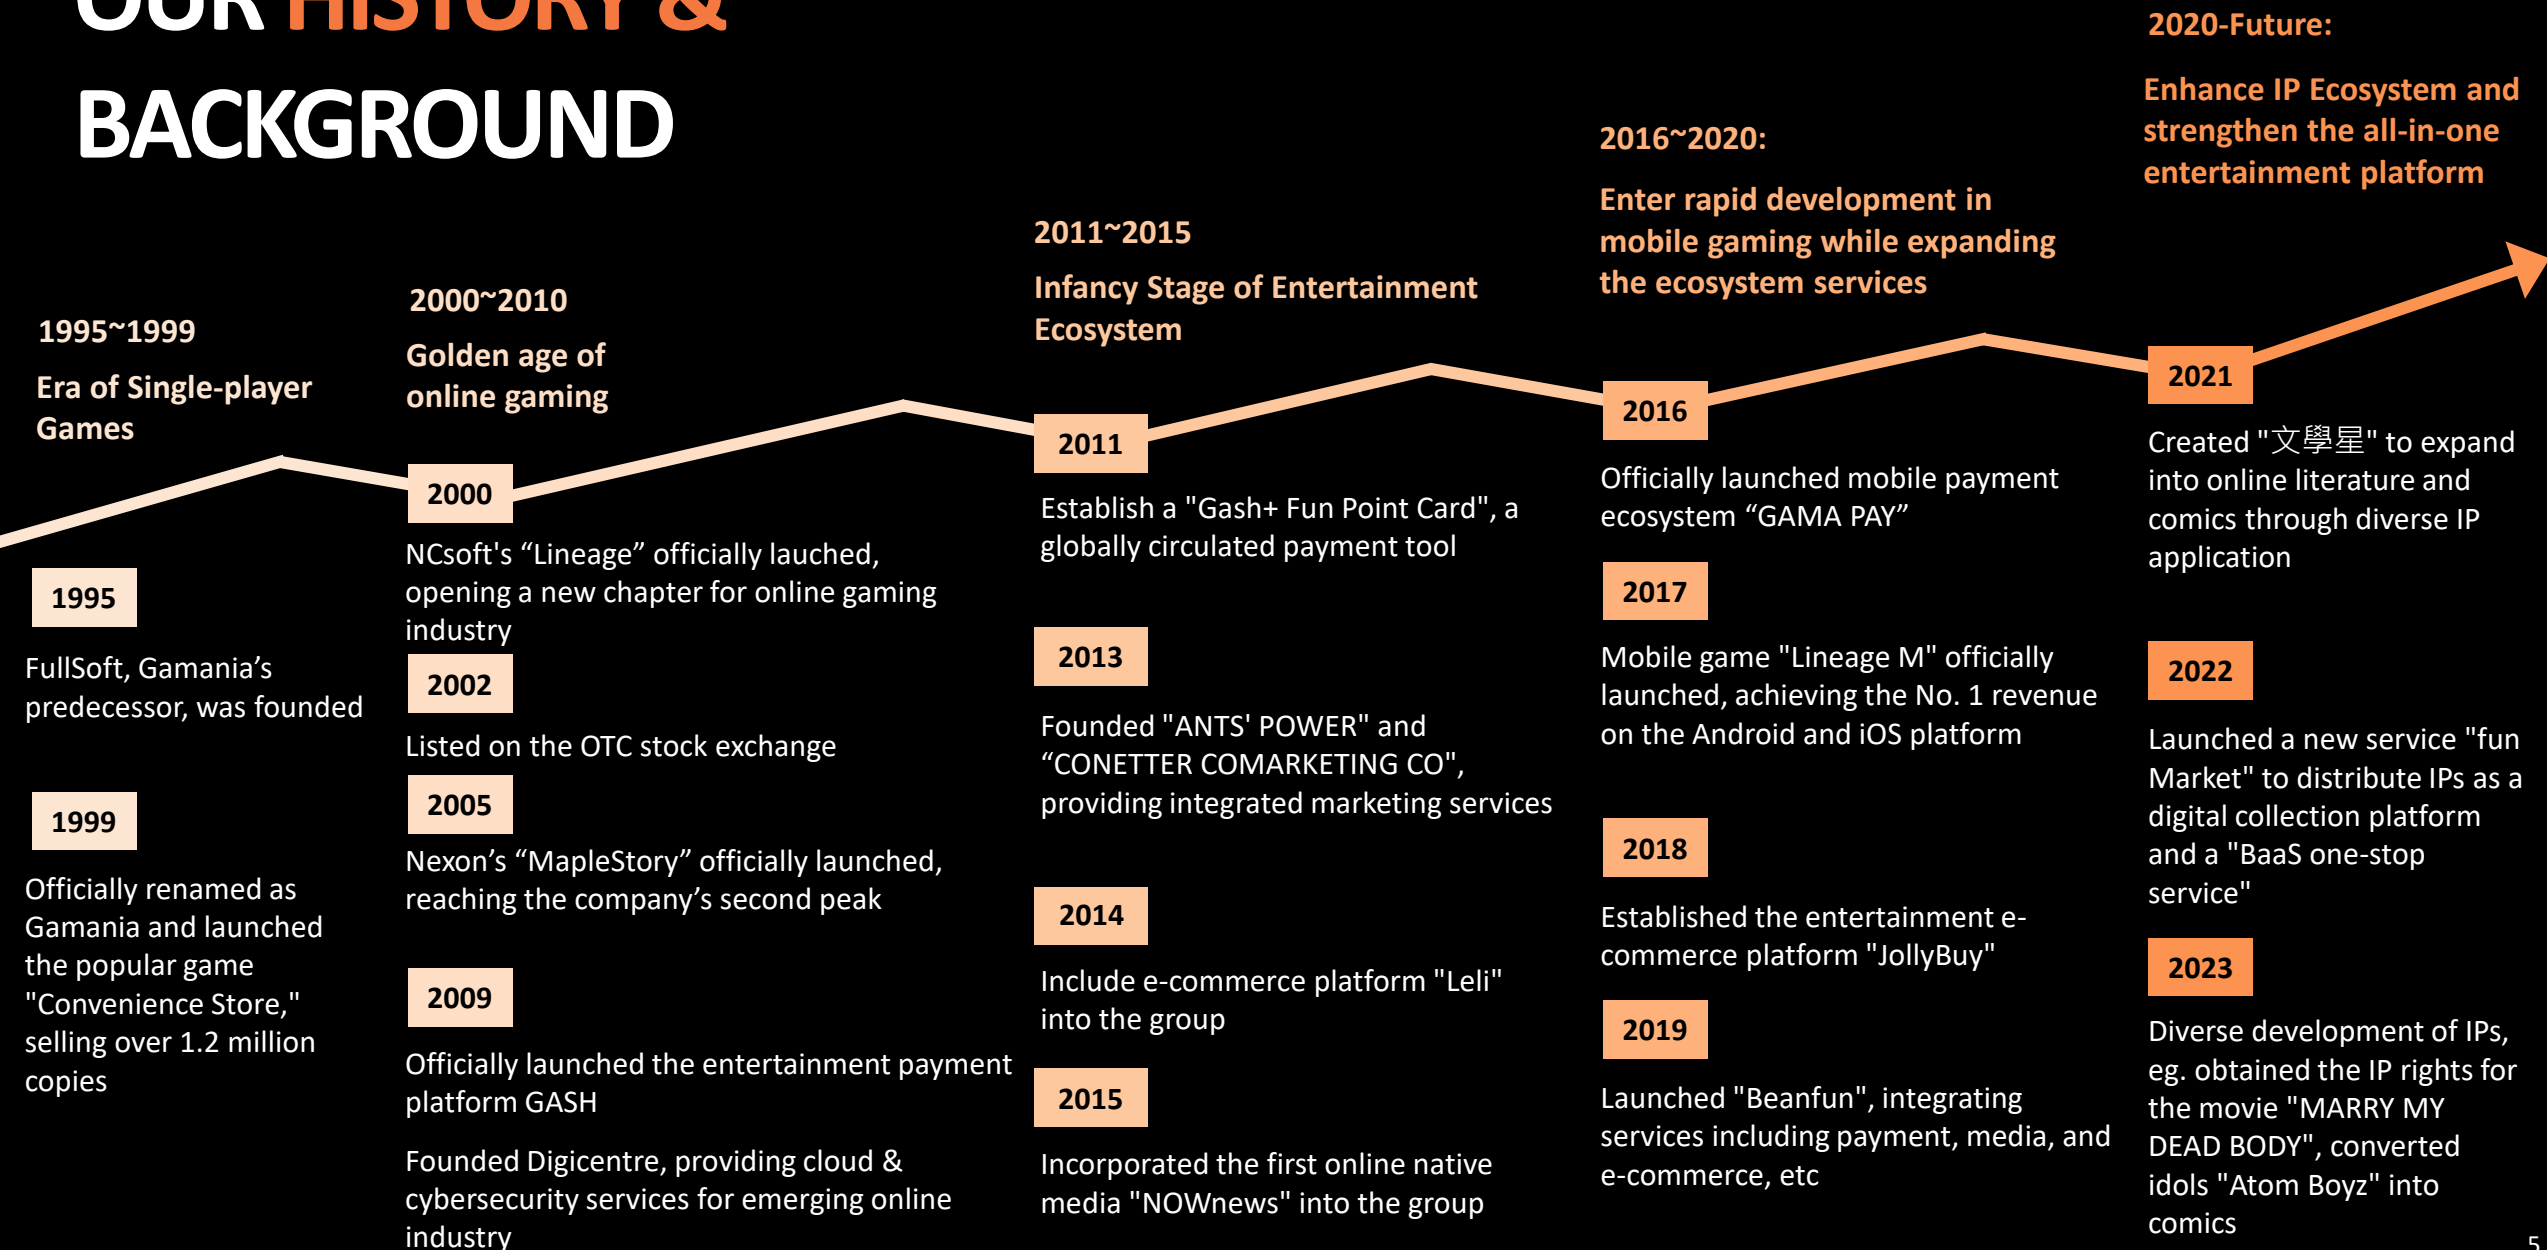 OUR HISTORY &
BACKGROUND
1995~1999
Era of Single-player
Games
1995
FullSoft, Gamania’s
predecessor, was founded
1999
Officially renamed as
Gamania and launched
the popular game
"Convenience Store,"
selling over 1.2 million
copies
2000~2010
Golden age of
online gaming
2000
NCsoft's “Lineage” officially lauched,
opening a new chapter for online gaming
industry
2002
Listed on the OTC stock exchange
2005
Nexon’s “MapleStory” officially launched,
reaching the company’s second peak
2009
Officially launched the entertainment payment
platform GASH
Founded Digicentre, providing cloud &
cybersecurity services for emerging online
industry
2011~2015
Infancy Stage of Entertainment
Ecosystem
2011
Establish a "Gash+ Fun Point Card", a
globally circulated payment tool
2013
Founded "ANTS' POWER" and
“CONETTER COMARKETING CO",
providing integrated marketing services
2014
Include e-commerce platform "Leli"
into the group
2015
Incorporated the first online native
media "NOWnews" into the group
2016~2020:
Enter rapid development in
mobile gaming while expanding
the ecosystem services
2016
Officially launched mobile payment
ecosystem “GAMA PAY”
2017
Mobile game "Lineage M" officially
launched, achieving the No. 1 revenue
on the Android and iOS platform
2018
Established the entertainment e-
commerce platform "JollyBuy"
2019
Launched "Beanfun", integrating
services including payment, media, and
e-commerce, etc
2020-Future:
Enhance IP Ecosystem and
strengthen the all-in-one
entertainment platform
2021
Created "文學星" to expand
into online literature and
comics through diverse IP
application
2022
Launched a new service "fun
Market" to distribute IPs as a
digital collection platform
and a "BaaS one-stop
service"
2023
Diverse development of IPs,
eg. obtained the IP rights for
the movie "MARRY MY
DEAD BODY", converted
idols "Atom Boyz" into
comics
5